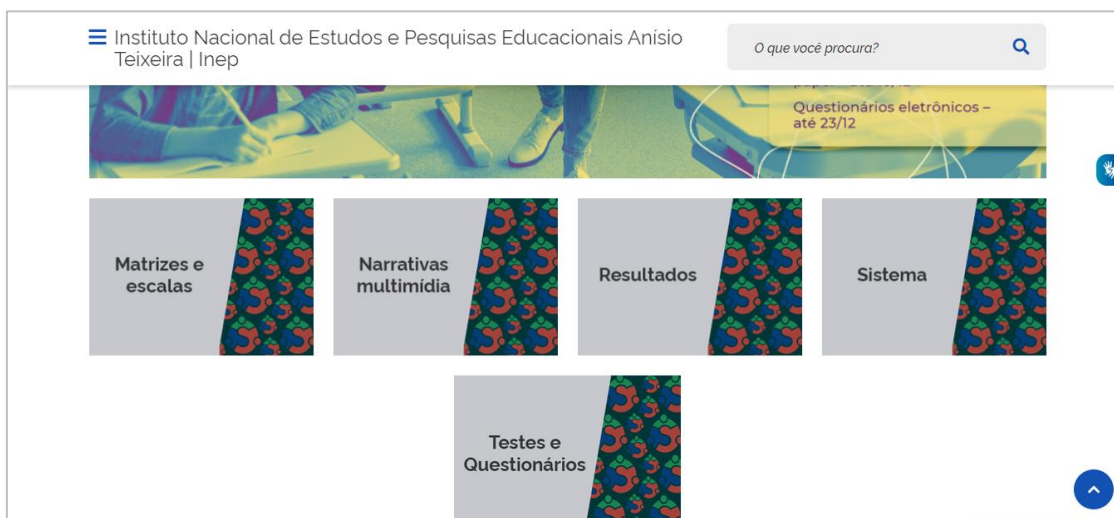 Instituto Nacional de Estudos e Pesquisas Educacionais Anísio
Teixeira | Inep
O que você procura?
Questionários eletrônicos –
até 23/12
Matrizes e
escalas
Narrativas
multimídia
Resultados
Sistema
Testes e
Questionários